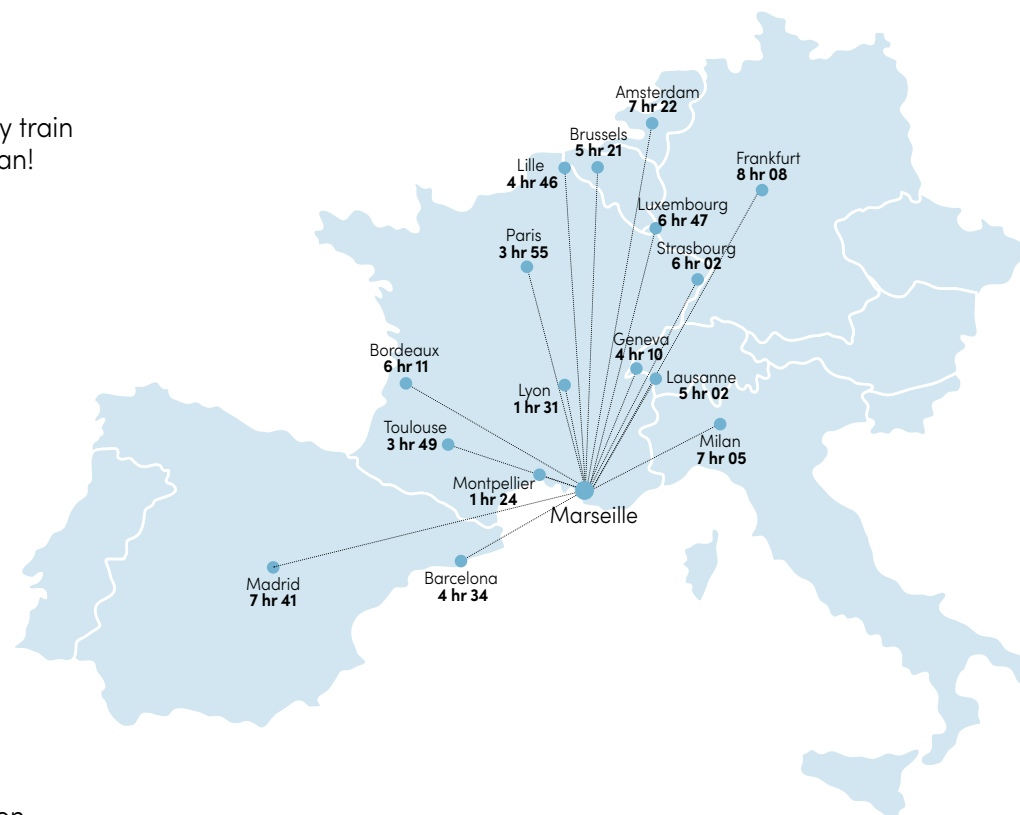 y train
an!
Amsterdam
7 hr 22
Brussels
5 hr 21
Lille
4 hr 46
Frankfurt
8 hr 08
Luxembourg
6 hr 47
Paris
3 hr 55
Strasbourg
6 hr 02
Geneva
4 hr 10
Bordeaux
6 hr 11
Lausanne
5 hr 02
Lyon
1 hr 31
Toulouse
3 hr 49
Milan
7 hr 05
Montpellier
1 hr 24
Marseille
Madrid
7 hr 41
Barcelona
4 hr 34